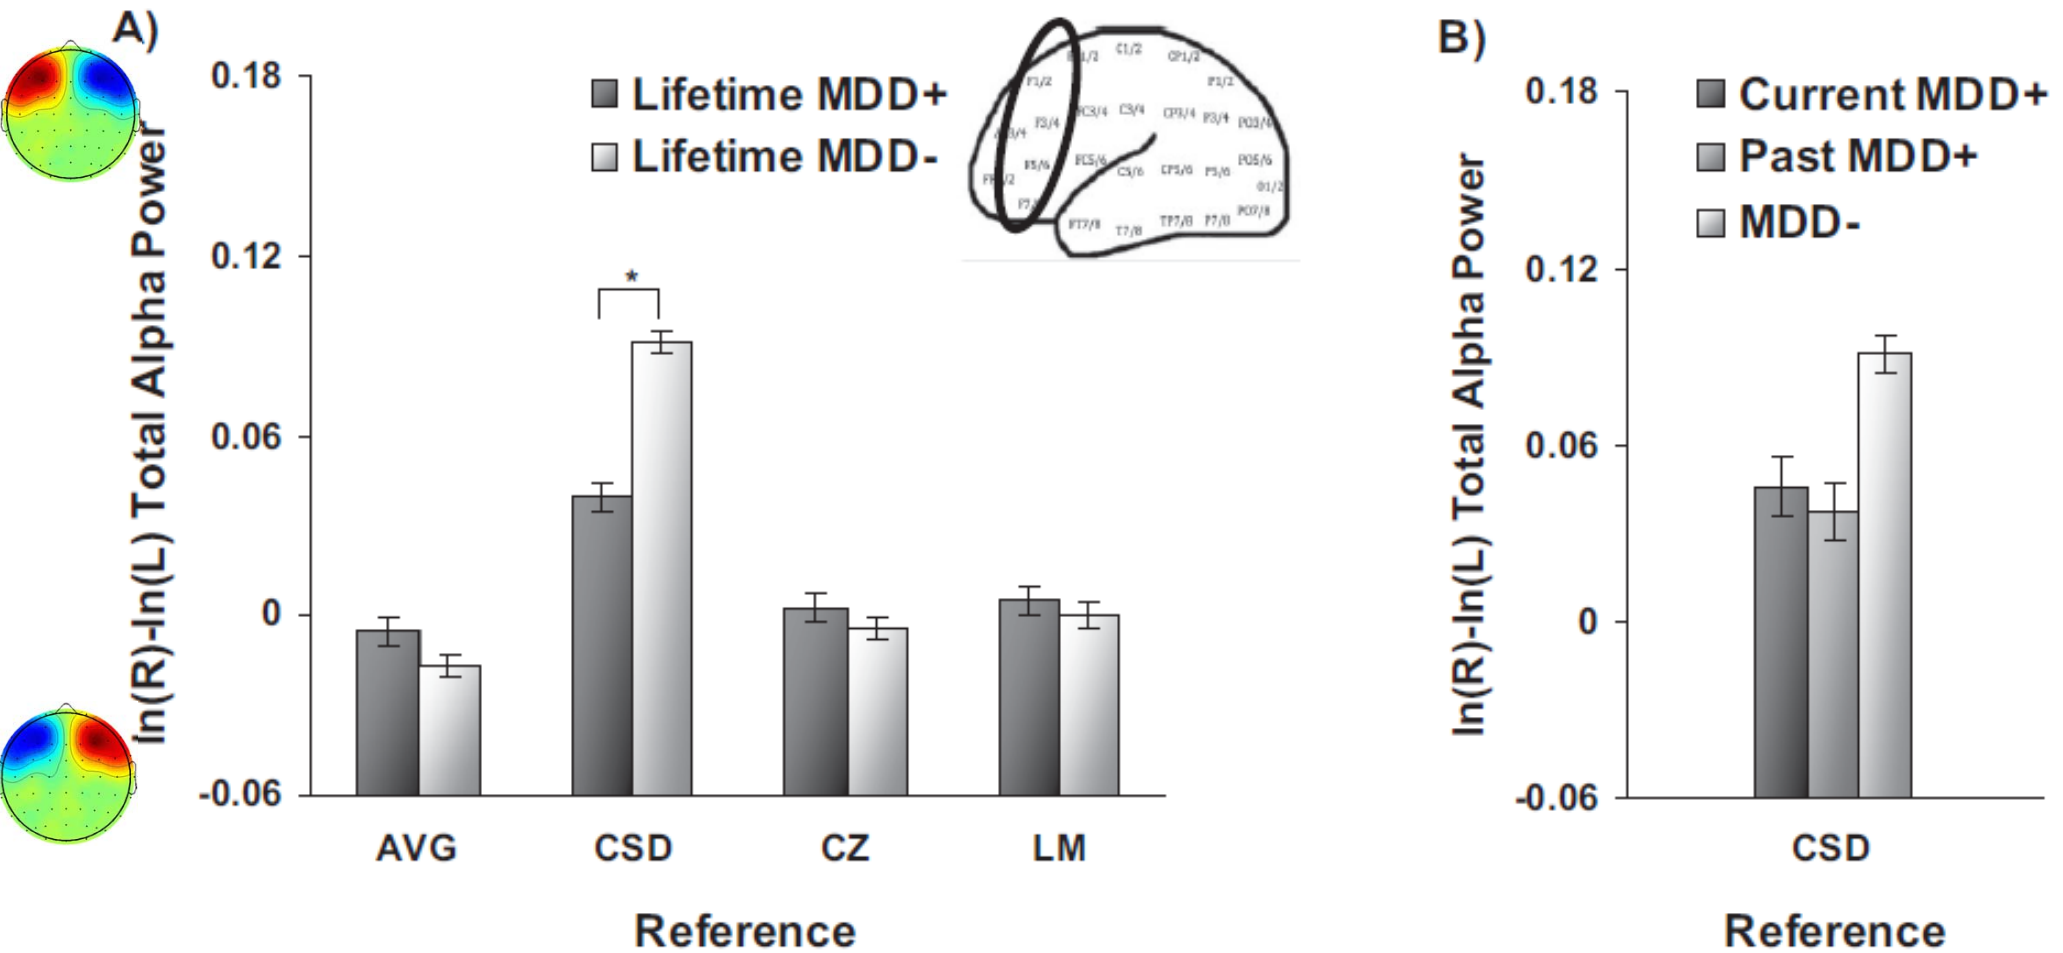 A)
ln(R)-ln(L) Total Alpha Power
0.18
0.12
0.06
0
-0.06
Lifetime MDD+
Lifetime MDD-
*
C1/2
CP1/2
F1/2
P1/2
FC3/4
C3/4
CP3/4
P3/4
PO3/4
F3/4
F5/6
FC5/6
C5/6
CP5/6
P5/6
PO5/6
O1/2
FT7/8
T7/8
TP7/8
P7/8
PO7/8
AVG
CSD
CZ
LM
Reference
B)
ln(R)-ln(L) Total Alpha Power
0.18
0.12
0.06
0
-0.06
Current MDD+
Past MDD+
MDD-
CSD
Reference